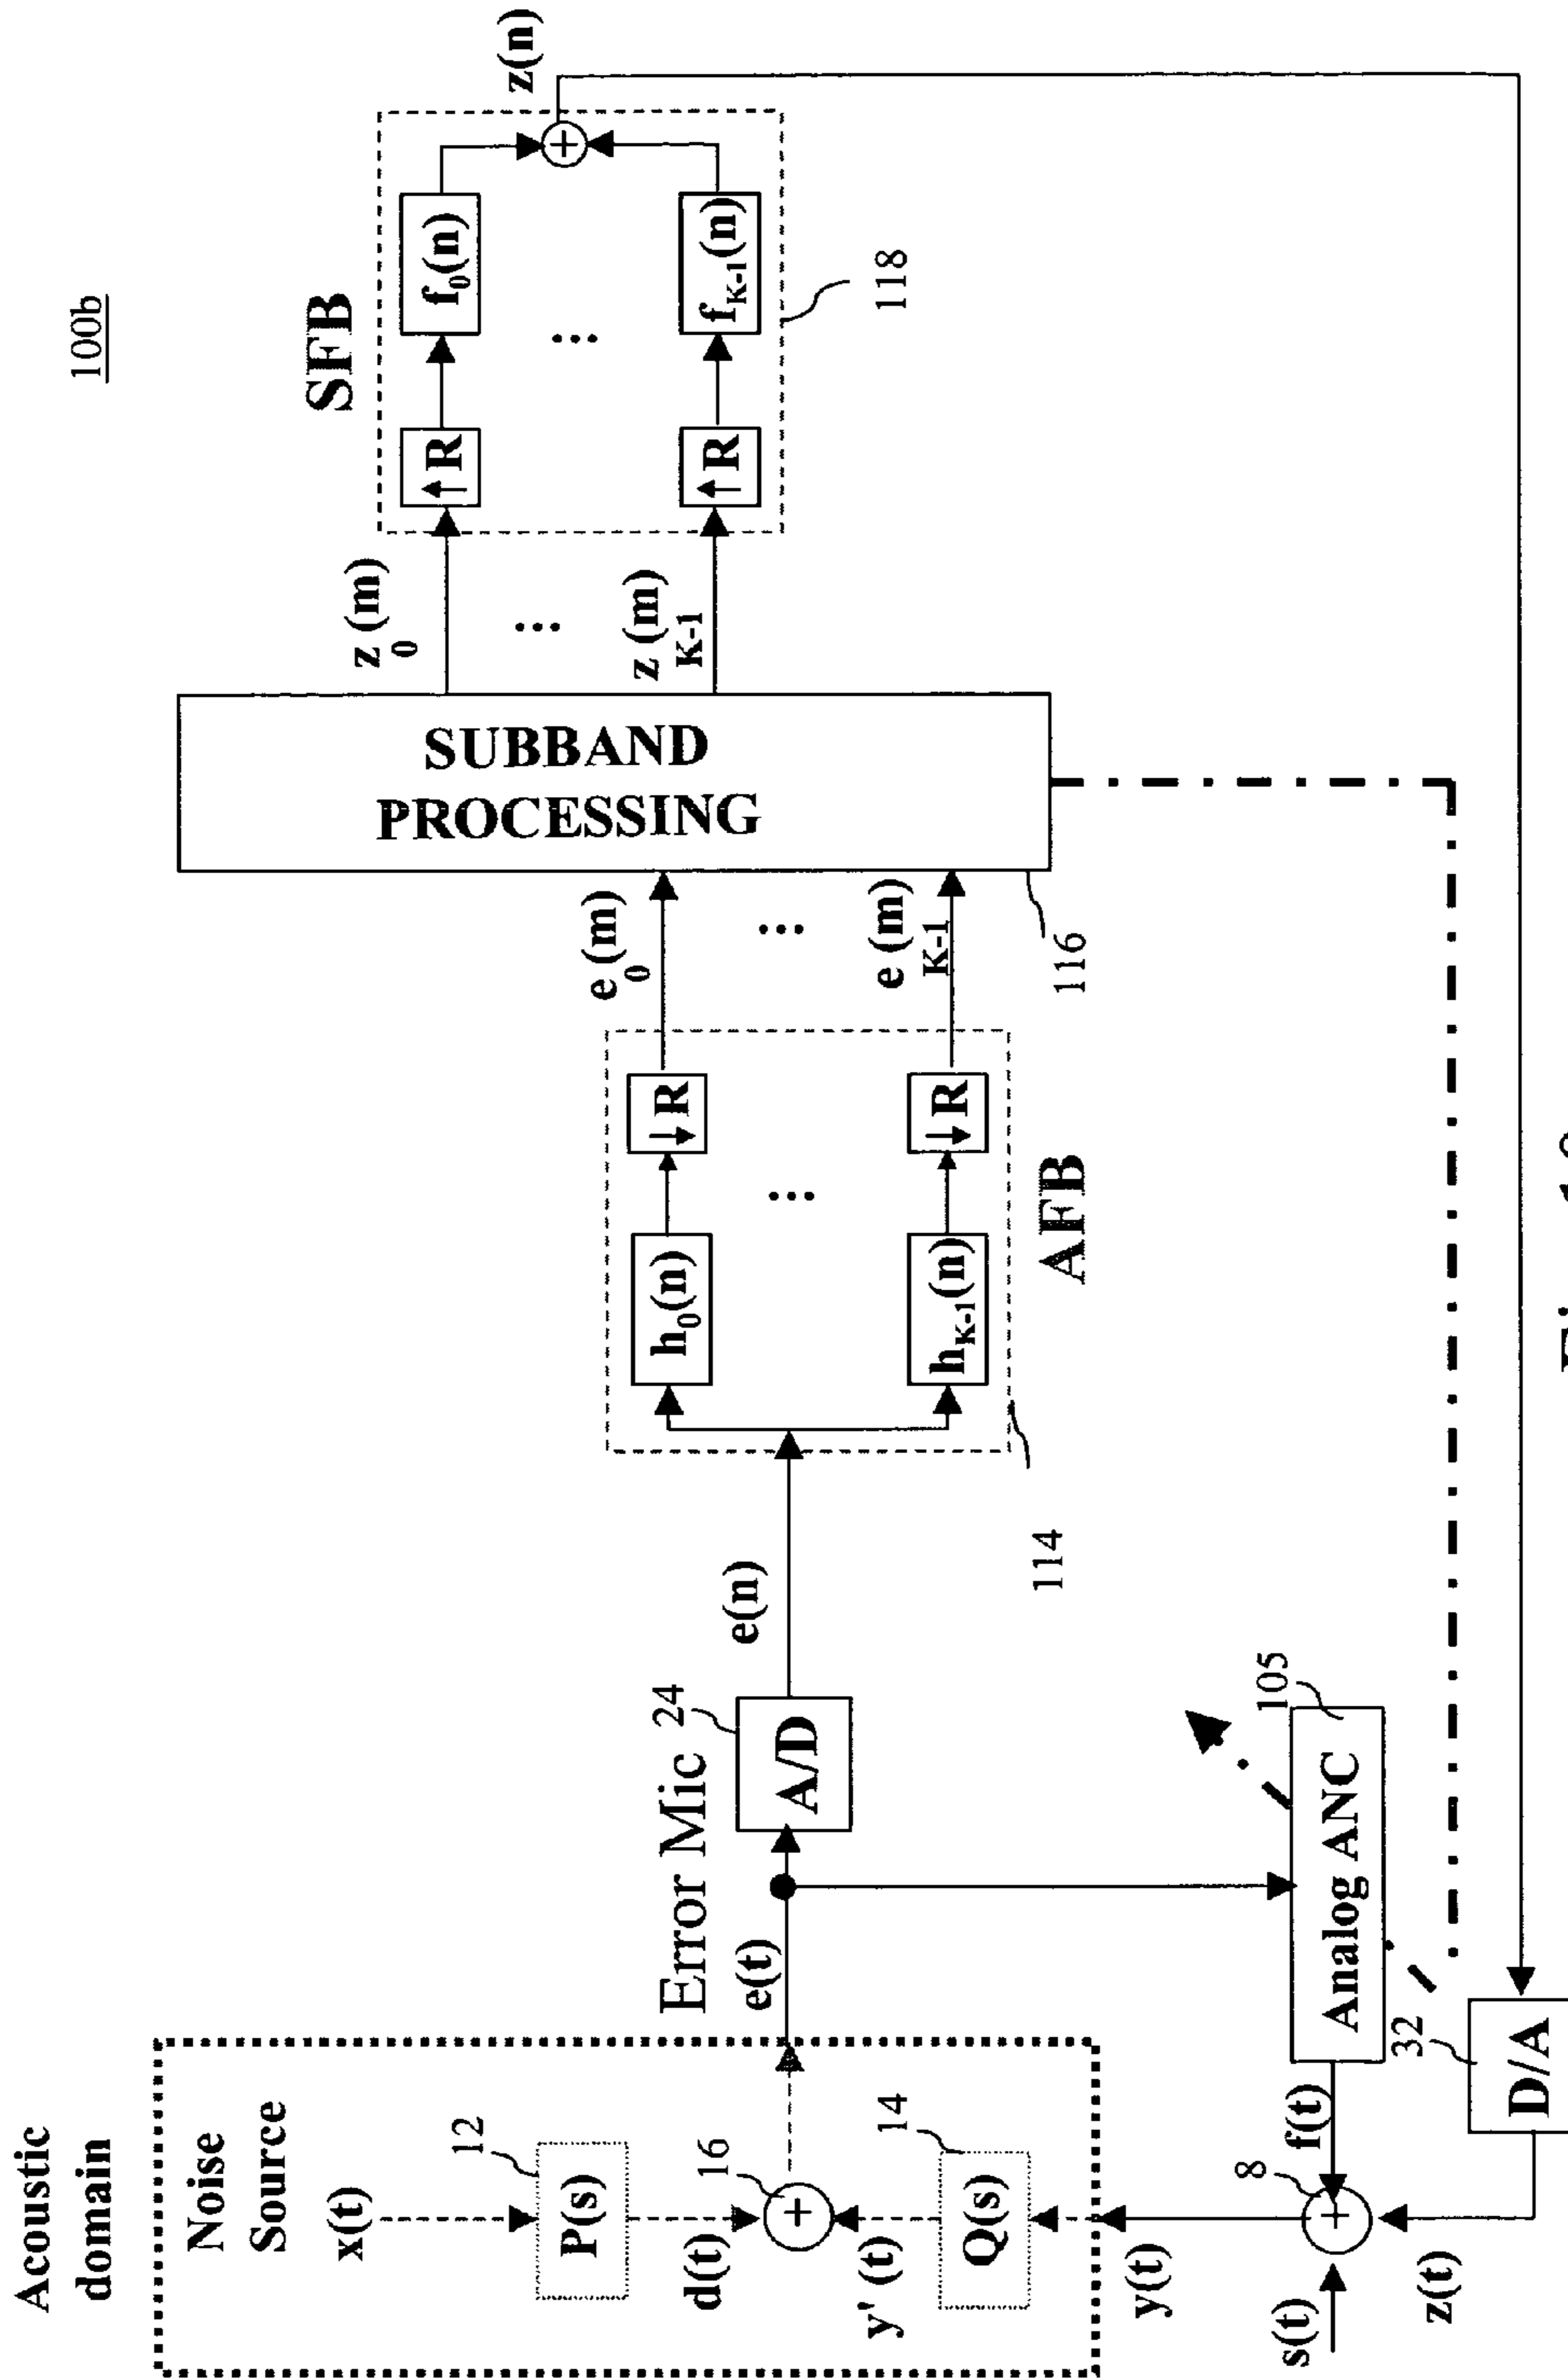 100b
Acoustic
domain
Noise
Source
x(t)
12
P(s)
d(t)
16
+
y' (t)
14
Q(s)
y(t)
s(t)
8
+
f(t)
z(t)
Error Mic
e(t)
24
A/D
e(n)
105
Analog ANC
32
D/A
114
AFB
h0(n)
↓R
...
hK-1(n)
↓R
e0(m)
...
eK-1(m)
SUBBAND
PROCESSING
116
z0(m)
...
zK-1(m)
SFB
↑R
f0(n)
...
↑R
fK-1(n)
+
118
z(n)